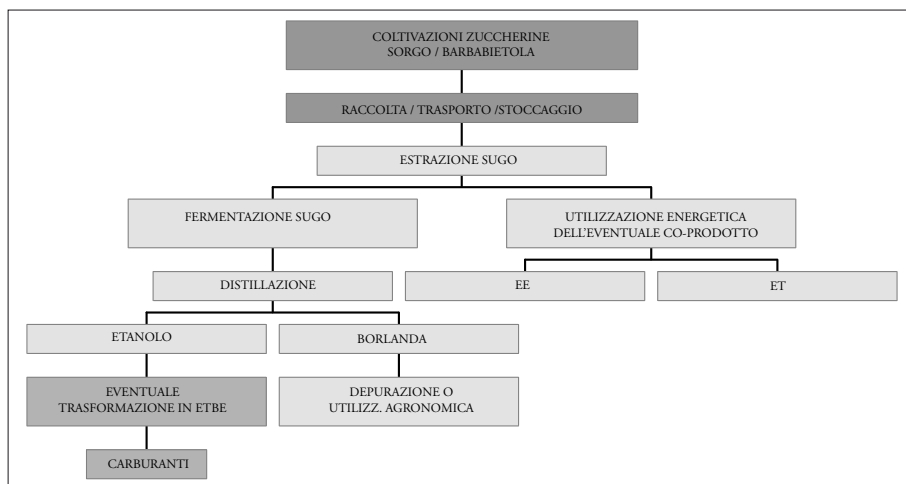 COLTIVAZIONI ZUCCHERINE
SORGO / BARBABIETOLA
RACCOLTA / TRASPORTO /STOCCAGGIO
ESTRAZIONE SUGO
FERMENTAZIONE SUGO
UTILIZZAZIONE ENERGETICA
DELL'EVENTUALE CO-PRODOTTO
DISTILLAZIONE
EE
ET
ETANOLO
BORLANDA
EVENTUALE
TRASFORMAZIONE IN ETBE
DEPURAZIONE O
UTILIZZ. AGRONOMICA
CARBURANTI